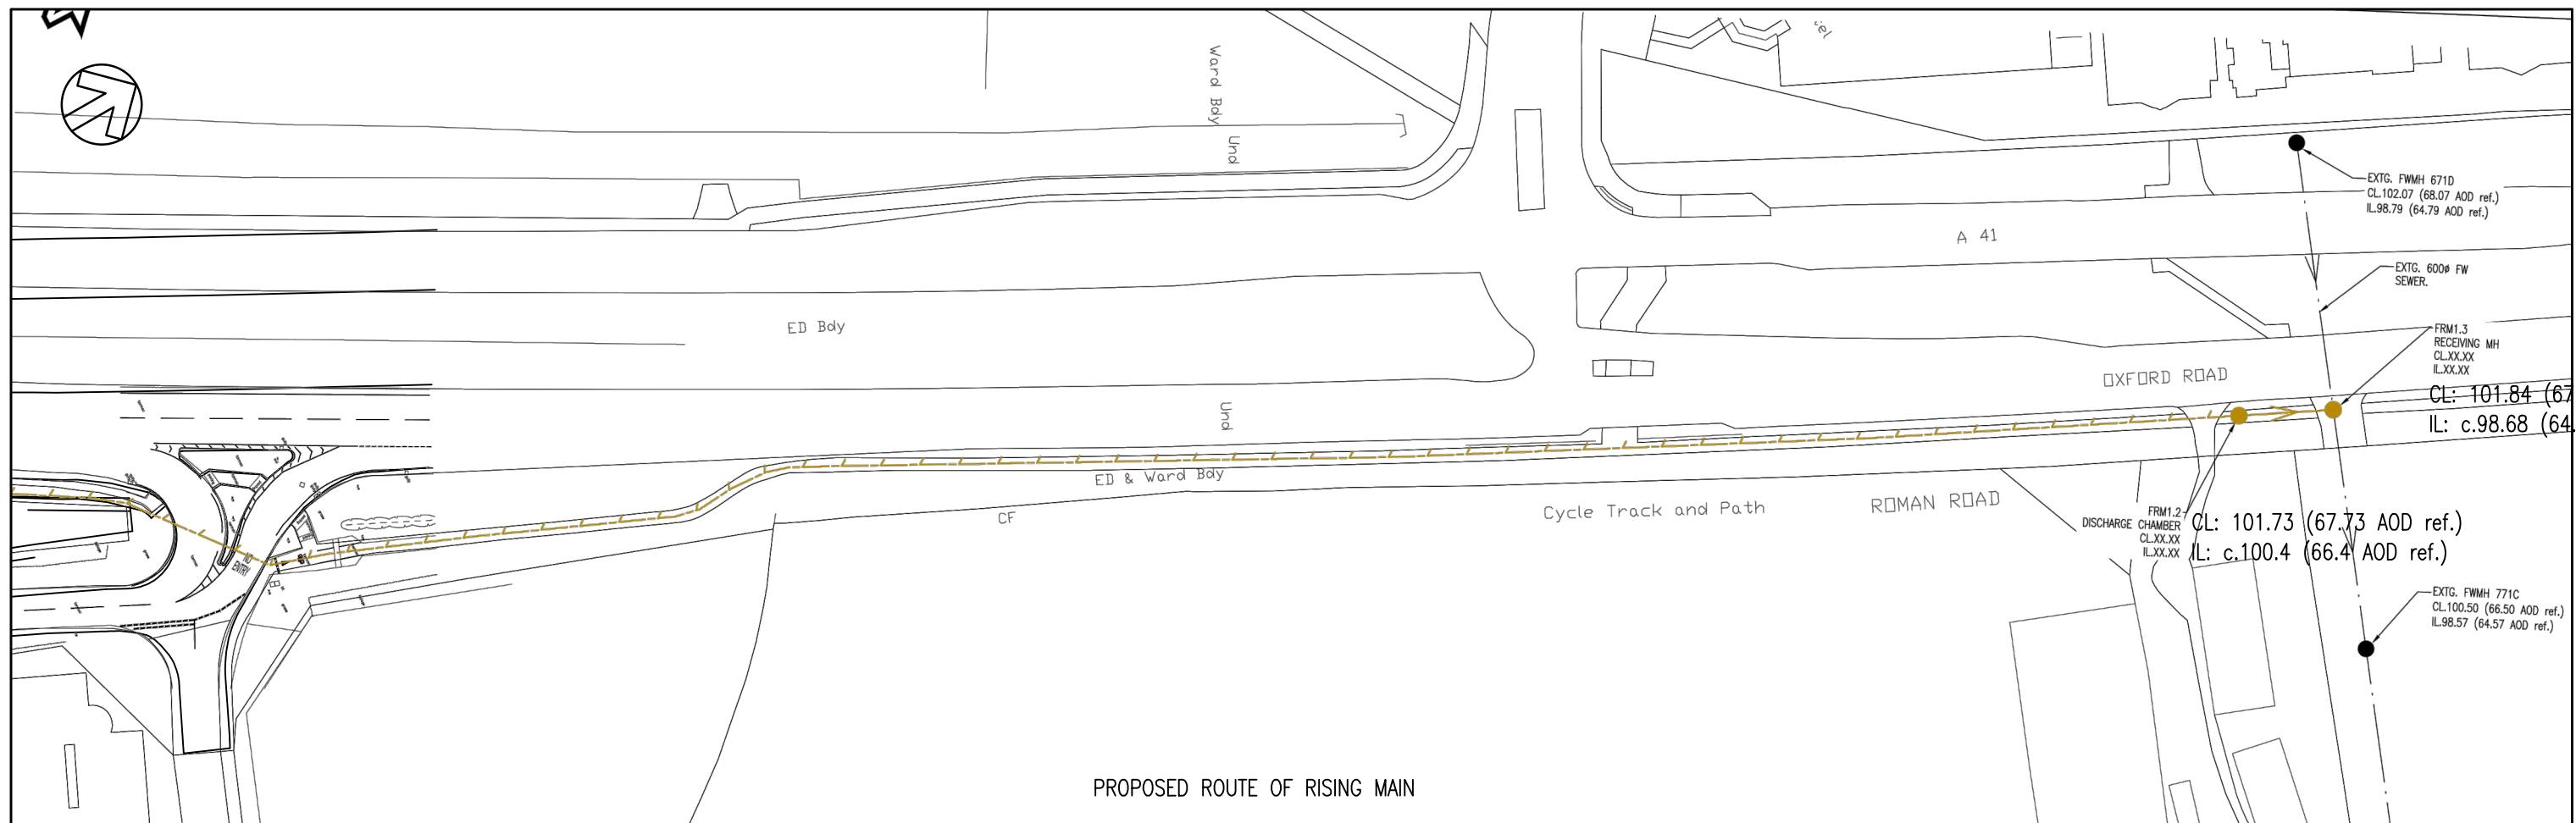 Ward Bdy
Und
EXTG. FWMH 671D
CL.102.07 (68.07 AOD ref.)
IL.98.79 (64.79 AOD ref.)
A 41
EXTG. 600ø FW
SEWER.
ED Bdy
FRM1.3
RECEIVING MH
CL.XX.XX
IL.XX.XX
OXFORD ROAD
CL: 101.84 (67
IL: c.98.68 (64.
Und
ED & Ward Bdy
CF
Cycle Track and Path
ROMAN ROAD
FRM1.2
DISCHARGE CHAMBER
CL.XX.XX
IL.XX.XX
CL: 101.73 (67.73 AOD ref.)
IL: c.100.4 (66.4 AOD ref.)
NO
ENTRY
EXTG. FWMH 771C
CL.100.50 (66.50 AOD ref.)
IL.98.57 (64.57 AOD ref.)
PROPOSED ROUTE OF RISING MAIN